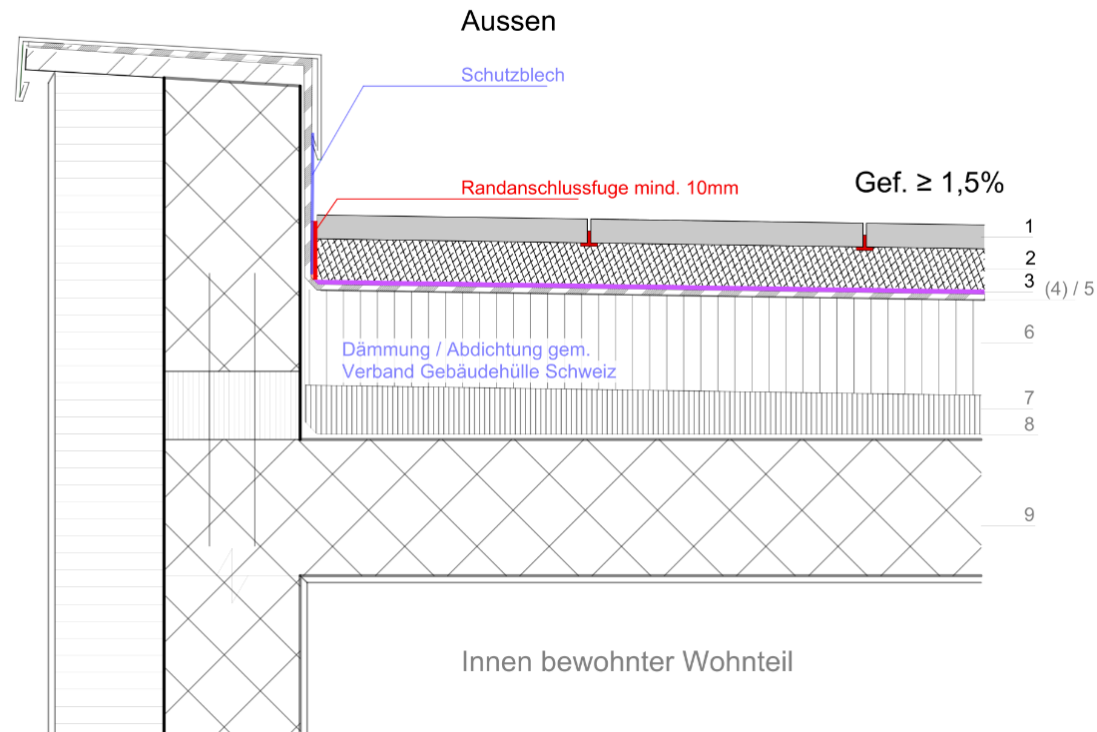 Aussen
Schutzblech
Randanschlussfuge mind. 10mm
Gef. ≥ 1,5%
1
2
3
(4) / 5
6
Dämmung / Abdichtung gem.
Verband Gebäudehülle Schweiz
7
8
9
Innen bewohnter Wohnteil